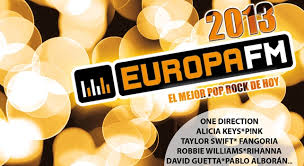 2013
EUROPA FM
EL MEJOR POP ROCK DE HOY
ONE DIRECTION
ALICIA KEYS*PINK
TAYLOR SWIFT* FANGORIA
ROBBIE WILLIAMS*RIHANNA
DAVID GUETTA*PABLO ALBORÁN..